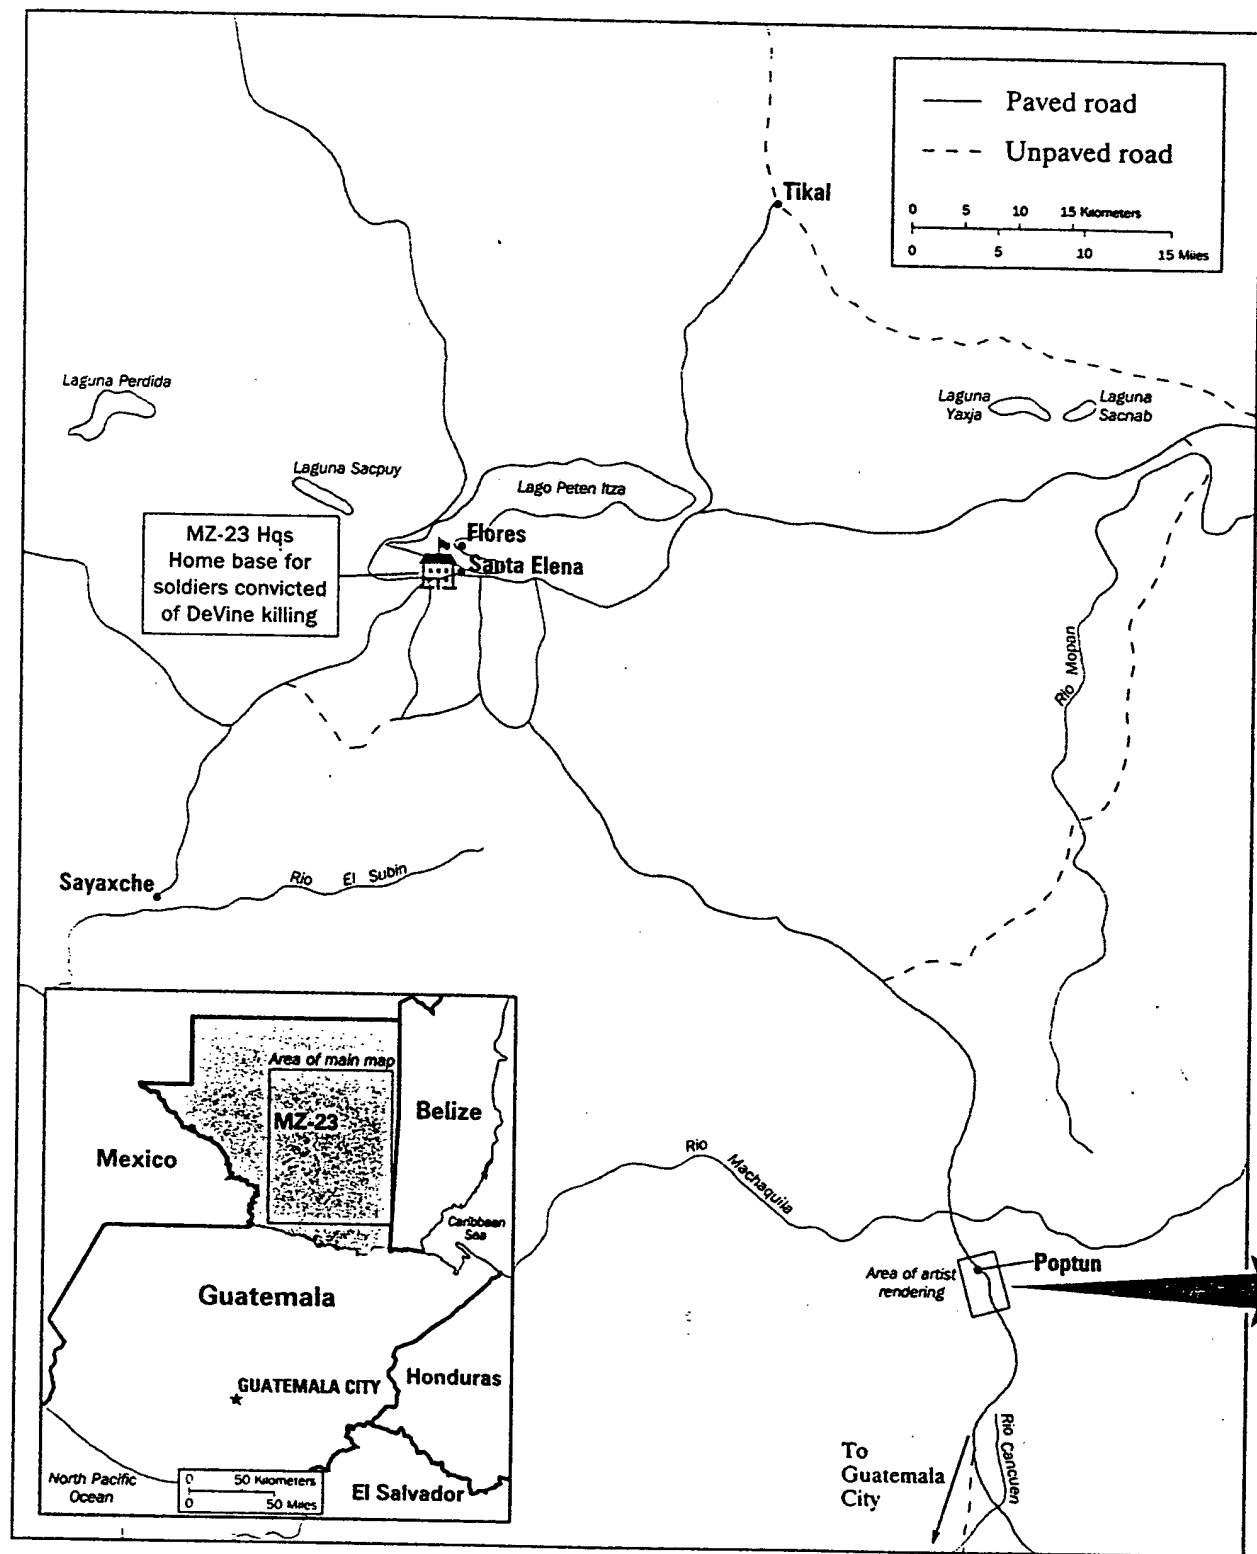 Paved road
Unpaved road
0 5 10 15 Kilometers
0 5 10 15 Miles
Tikal
Laguna Perdida
Laguna
Yaxja
Laguna
Sacnab
Laguna Sacpuy
Lago Peten Itza
MZ-23 Hqs
Home base for
soldiers convicted
of DeVine killing
Flores
Santa Elena
Rio Mopan
Sayaxche
Rio El Subin
Area of main map
MZ-23
Belize
Mexico
Caribbean
Sea
Guatemala
GUATEMALA CITY
Honduras
North Pacific
Ocean
0 50 Kilometers
0 50 Miles
El Salvador
Rio Machaquila
Poptun
Area of artist
rendering
Rio Cancuen
To
Guatemala
City